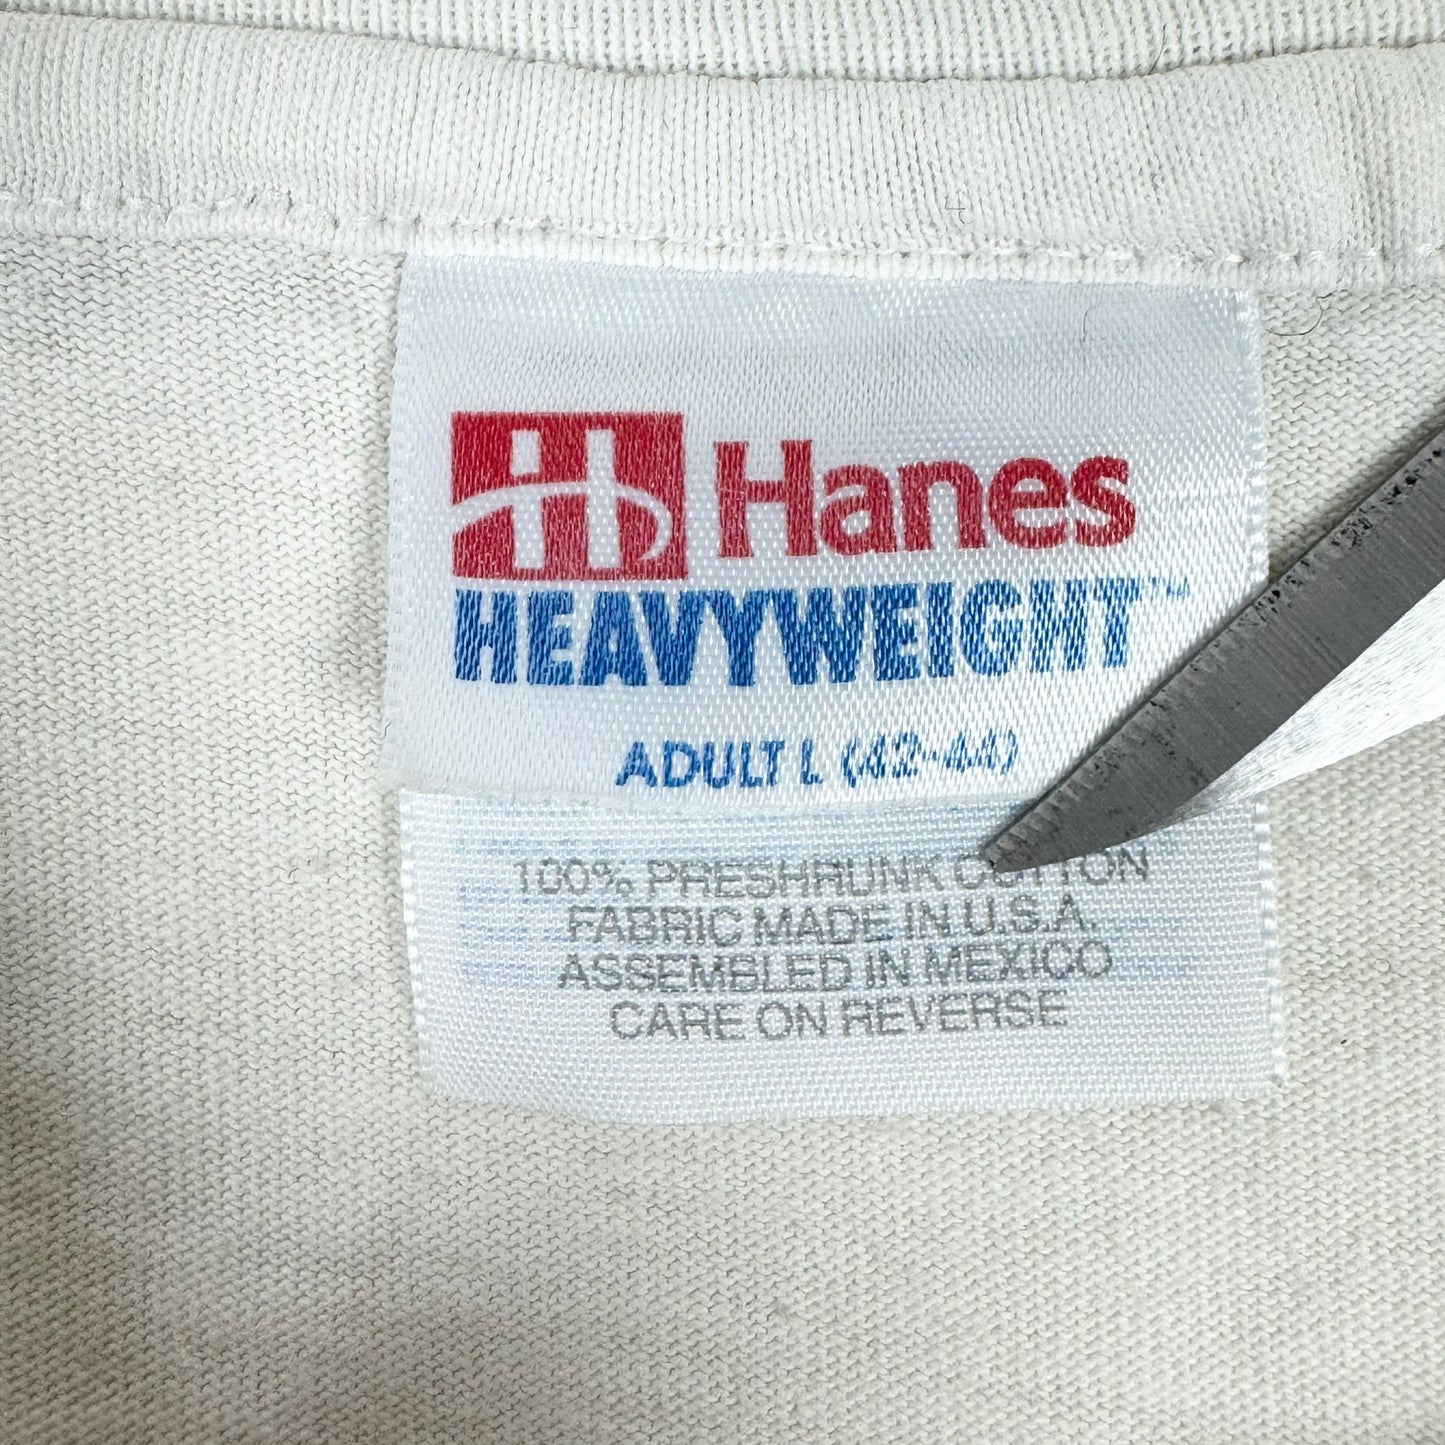 H Hanes
HEAVYWEIGHT™
ADULT L (42-44)
100% PRESHRUNK COTTON
FABRIC MADE IN U.S.A.
ASSEMBLED IN MEXICO
CARE ON REVERSE